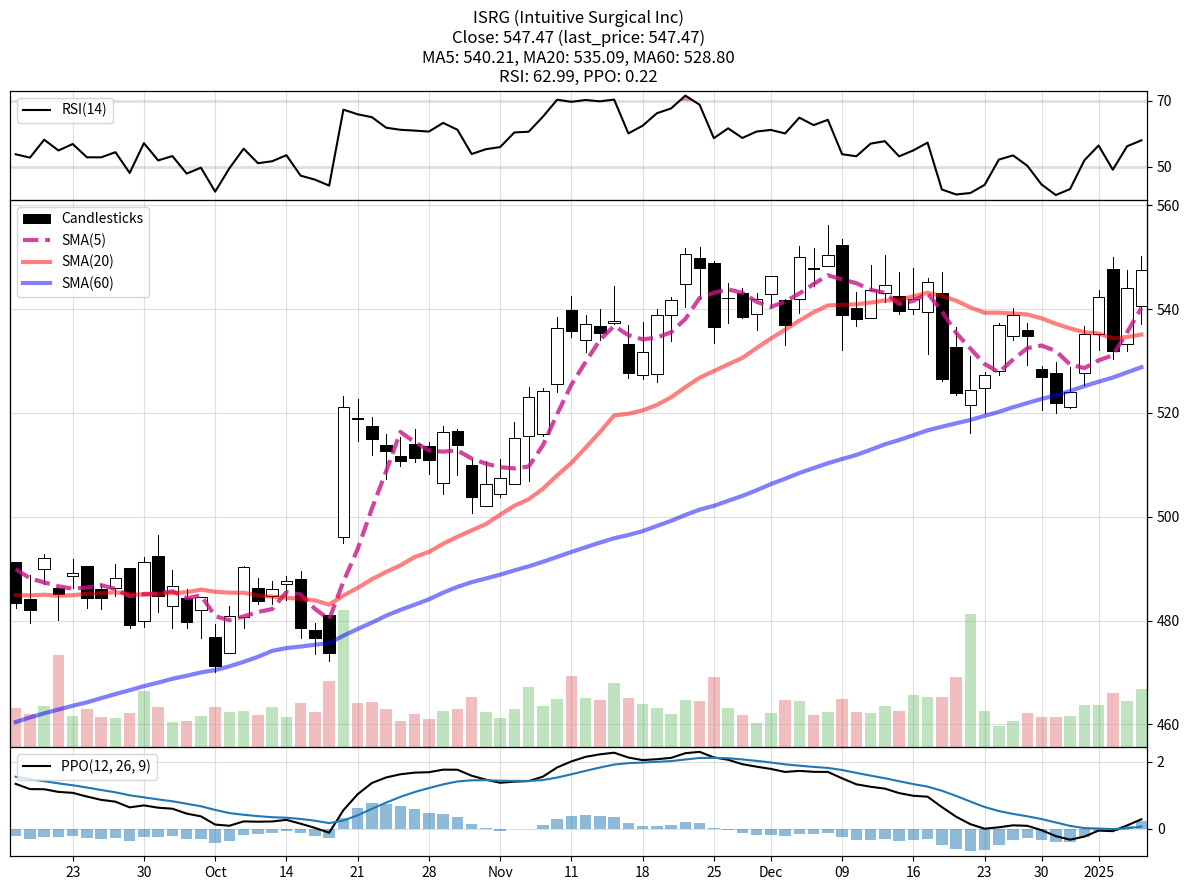 ISRG (Intuitive Surgical Inc)
Close: 547.47 (last_price: 547.47)
MA5: 540.21, MA20: 535.09, MA60: 528.80
RSI: 62.99, PPO: 0.22
RSI(14)
70
50
Candlesticks
SMA(5)
SMA(20)
SMA(60)
560
540
520
500
480
460
PPO(12, 26, 9)
2
0
23 30 Oct 14 21 28 Nov 11 18 25 Dec 09 16 23 30 2025